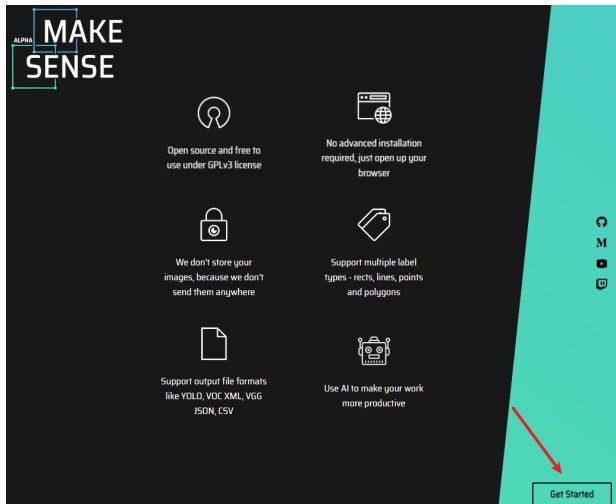 ALPHA
MAKE
SENSE
Open source and free to
use under GPLv3 license
No advanced installation
required, just open up your
browser
We don't store your
images, because we don't
send them anywhere
Support multiple label
types - rects, lines, points
and polygons
Support output file formats
like YOLO, VOC XML, VGG
JSON, CSV
Use AI to make your work
more productive
M
Get Started